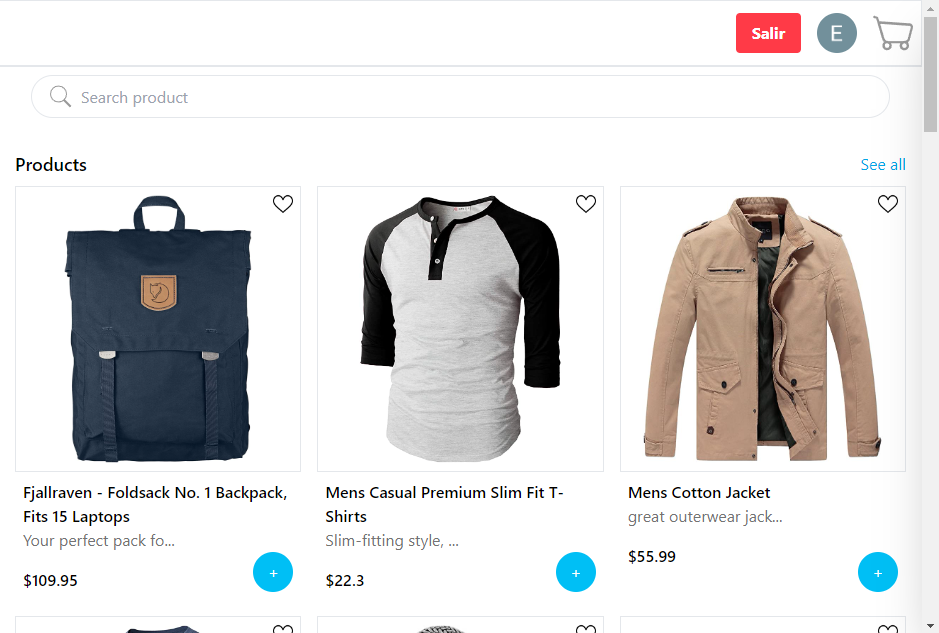 Salir
E
Search product
Products
See all
Fjallraven - Foldsack No. 1 Backpack,
Fits 15 Laptops
Your perfect pack fo...
$109.95
+
Mens Casual Premium Slim Fit T-
Shirts
Slim-fitting style, ...
$22.3
+
Mens Cotton Jacket
great outerwear jack...
$55.99
+